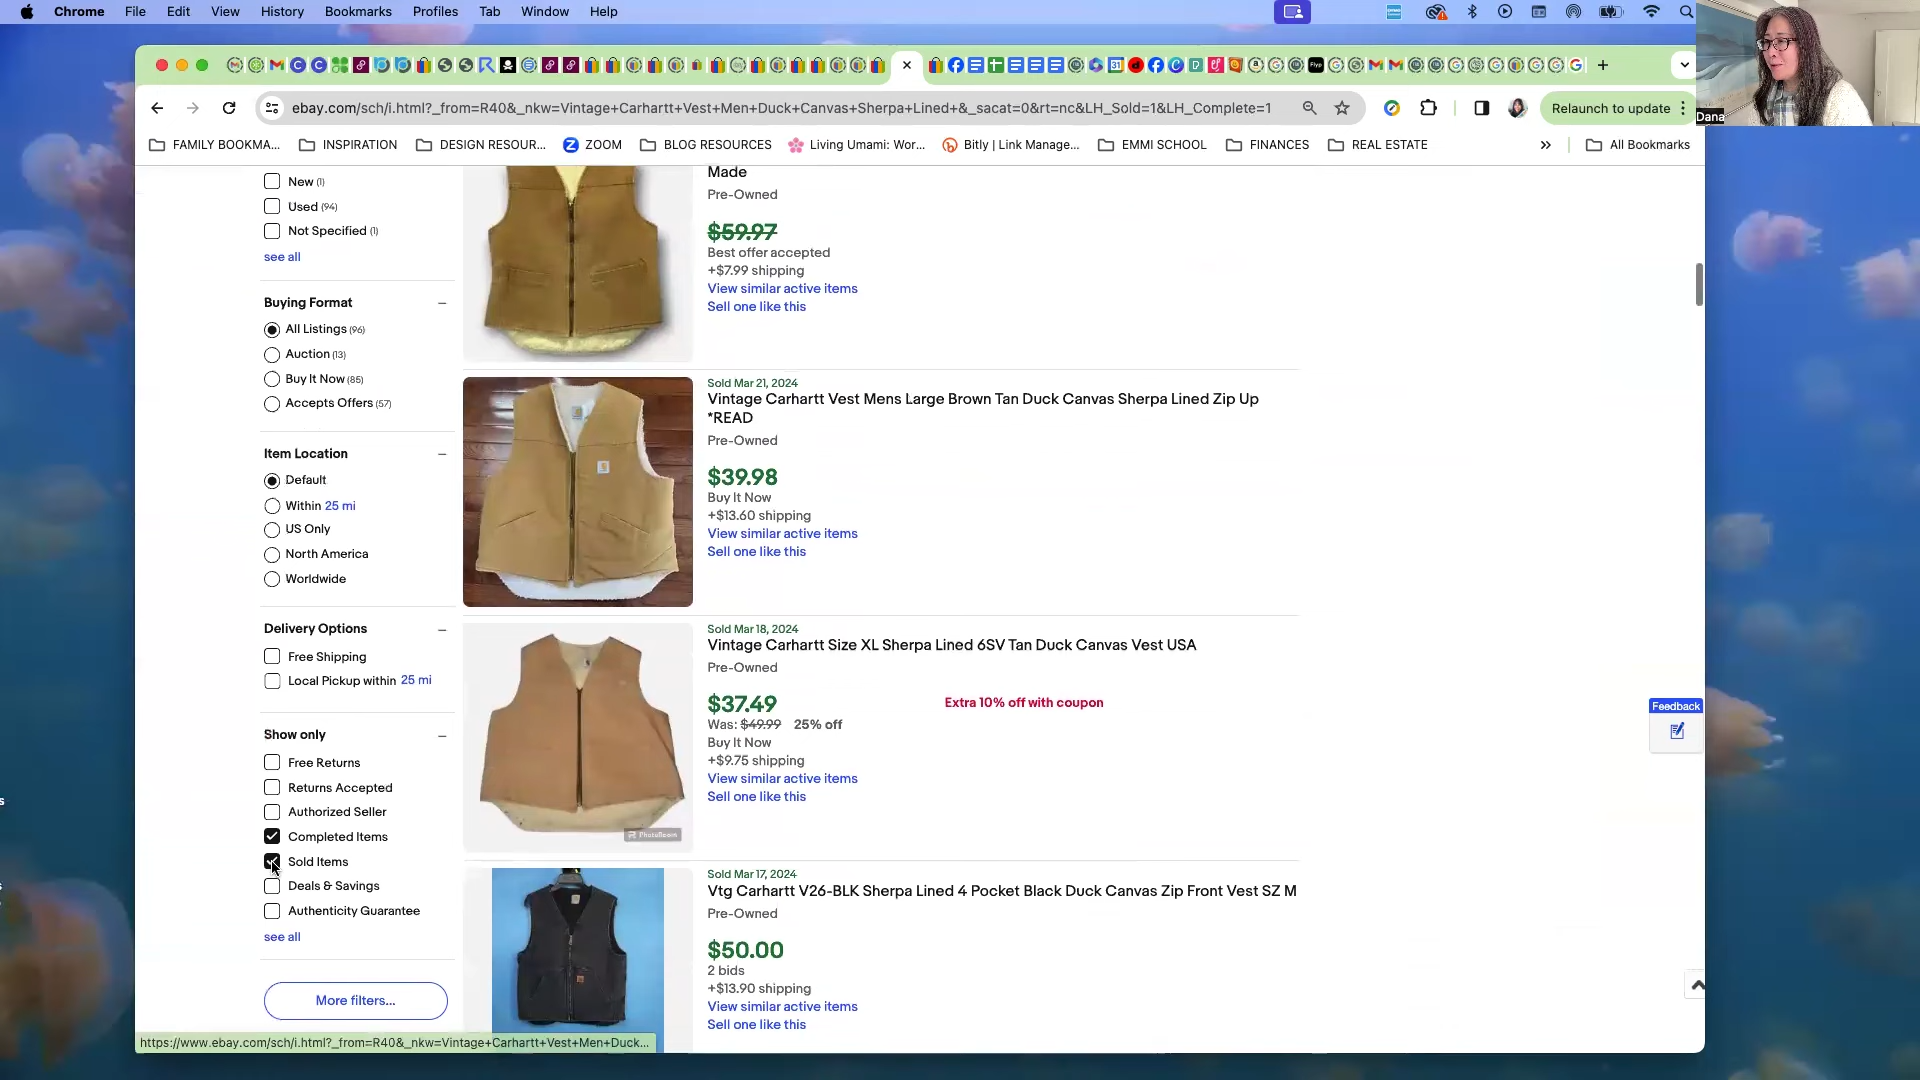 Chrome File Edit View History Bookmarks Profiles Tab Window Help
Dana
ebay.com/sch/i.html?_from=R40&_nkw=Vintage+Carhartt+Vest+Men+Duck+Canvas+Sherpa+Lined+&_sacat=0&rt=nc&LH_Sold=1&LH_Complete=1
Relaunch to update
FAMILY BOOKMA... INSPIRATION DESIGN RESOUR... ZOOM BLOG RESOURCES Living Umami: Wor... Bitly | Link Manage... EMMI SCHOOL FINANCES REAL ESTATE » All Bookmarks
New (1)
Used (94)
Not Specified (1)
see all
Buying Format
All Listings (96)
Auction (13)
Buy It Now (85)
Accepts Offers (57)
Item Location
Default
Within 25 mi
US Only
North America
Worldwide
Delivery Options
Free Shipping
Local Pickup within 25 mi
Show only
Free Returns
Returns Accepted
Authorized Seller
Completed Items
Sold Items
Deals & Savings
Authenticity Guarantee
see all
More filters...
Made
Pre-Owned
$59.97
Best offer accepted
+$7.99 shipping
View similar active items
Sell one like this
Sold Mar 21, 2024
Vintage Carhartt Vest Mens Large Brown Tan Duck Canvas Sherpa Lined Zip Up
*READ
Pre-Owned
$39.98
Buy It Now
+$13.60 shipping
View similar active items
Sell one like this
Sold Mar 18, 2024
Vintage Carhartt Size XL Sherpa Lined 6SV Tan Duck Canvas Vest USA
Pre-Owned
$37.49
Extra 10% off with coupon
Was: $49.99 25% off
Buy It Now
+$9.75 shipping
View similar active items
Sell one like this
PhotoRoom
Sold Mar 17, 2024
Vtg Carhartt V26-BLK Sherpa Lined 4 Pocket Black Duck Canvas Zip Front Vest SZ M
Pre-Owned
$50.00
2 bids
+$13.90 shipping
View similar active items
Sell one like this
Feedback
https://www.ebay.com/sch/i.html?_from=R40&_nkw=Vintage+Carhartt+Vest+Men+Duck...